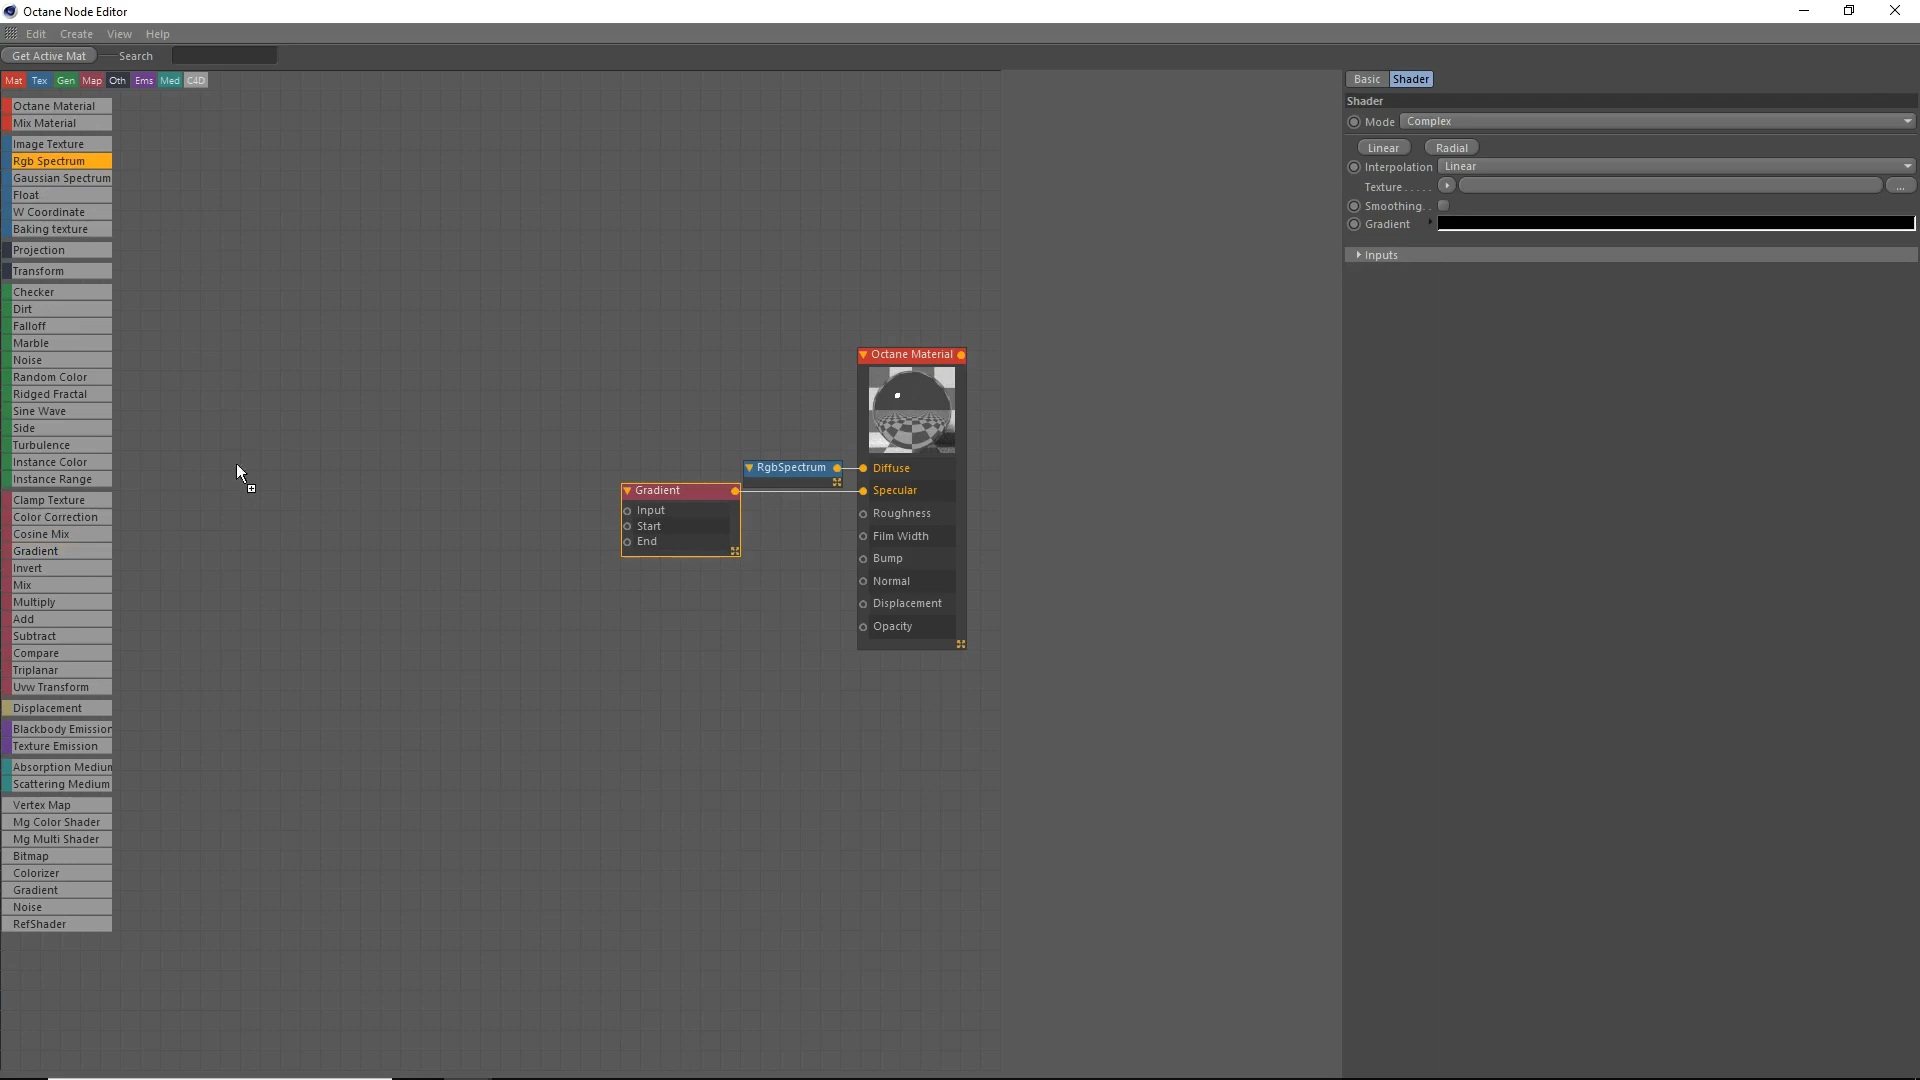 Octane Node Editor
Edit Create View Help
Get Active Mat Search
Mat Tex Gen Map Oth Ems Med C4D
Octane Material
Mix Material
Image Texture
Rgb Spectrum
Gaussian Spectrum
Float
W Coordinate
Baking texture
Projection
Transform
Checker
Dirt
Falloff
Marble
Noise
Random Color
Ridged Fractal
Sine Wave
Side
Turbulence
Instance Color
Instance Range
Clamp Texture
Color Correction
Cosine Mix
Gradient
Invert
Mix
Multiply
Add
Subtract
Compare
Triplanar
Uvw Transform
Displacement
Blackbody Emission
Texture Emission
Absorption Medium
Scattering Medium
Vertex Map
Mg Color Shader
Mg Multi Shader
Bitmap
Colorizer
Gradient
Noise
RefShader
Gradient
Input
Start
End
RgbSpectrum
Octane Material
Diffuse
Specular
Roughness
Film Width
Bump
Normal
Displacement
Opacity
Basic Shader
Shader
Mode Complex
Linear Radial
Interpolation Linear
Texture . . . . . ...
Smoothing. .
Gradient
Inputs